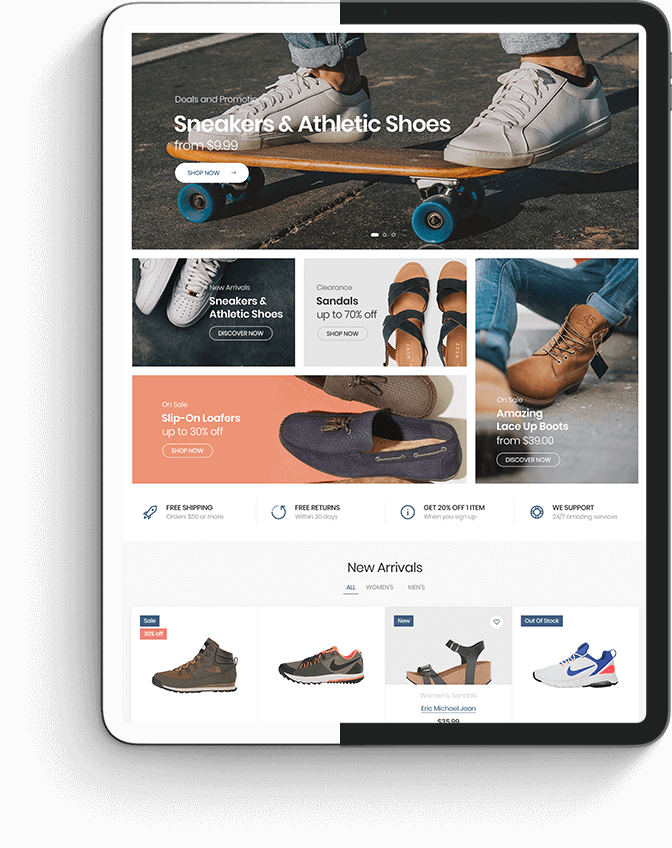 Deals and Promotions
Sneakers & Athletic Shoes
from $9.99
SHOP NOW
New Arrivals
Sneakers &
Athletic Shoes
DISCOVER NOW
Clearance
Sandals
up to 70% off
SHOP NOW
On Sale
Amazing
Lace Up Boots
from $39.00
DISCOVER NOW
On Sale
Slip-On Loafers
up to 30% off
SHOP NOW
FREE SHIPPING
Orders $50 or more
FREE RETURNS
Within 30 days
GET 20% OFF 1 ITEM
When you sign up
WE SUPPORT
24/7 amazing services
New Arrivals
ALL WOMEN'S MEN'S
Sale
30% off
New
Women's, Sandals
Eric Michael Joan
$35.99
Out Of Stock